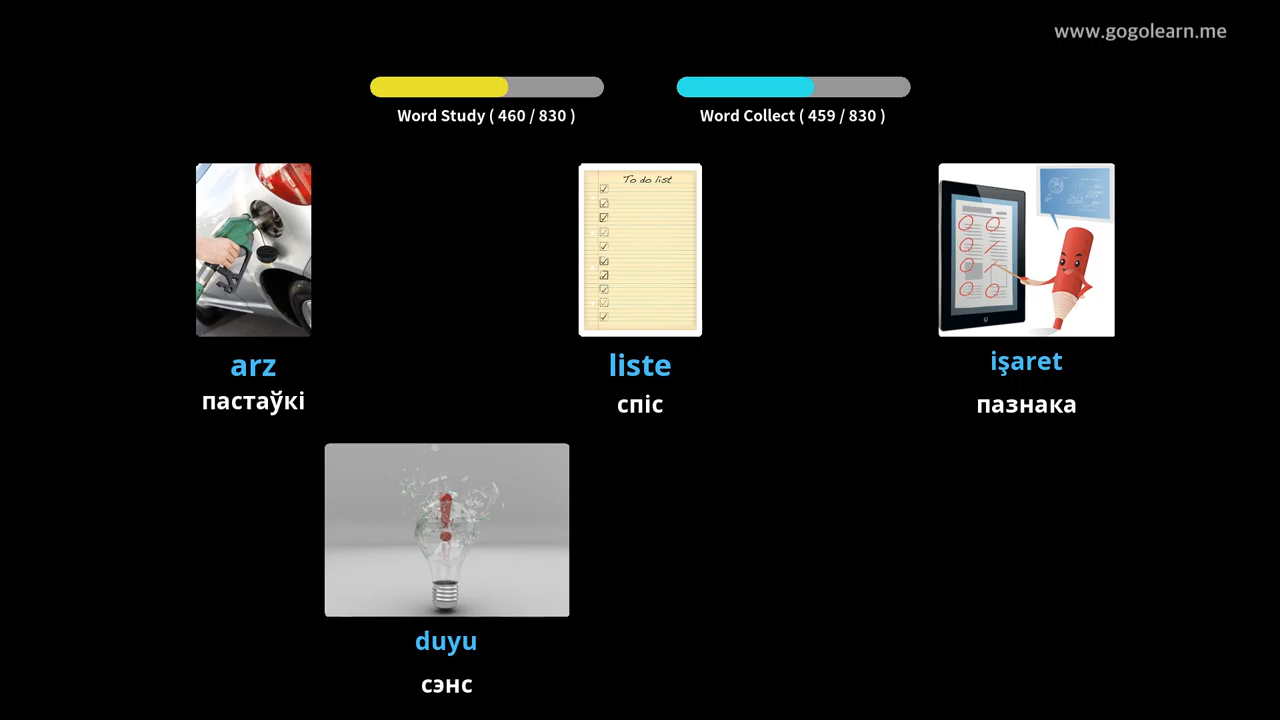 www.gogolearn.me
Word Study ( 460 / 830 )
Word Collect ( 459 / 830 )
To do list
arz
пастаўкі
liste
спіс
işaret
пазнака
duyu
сэнс